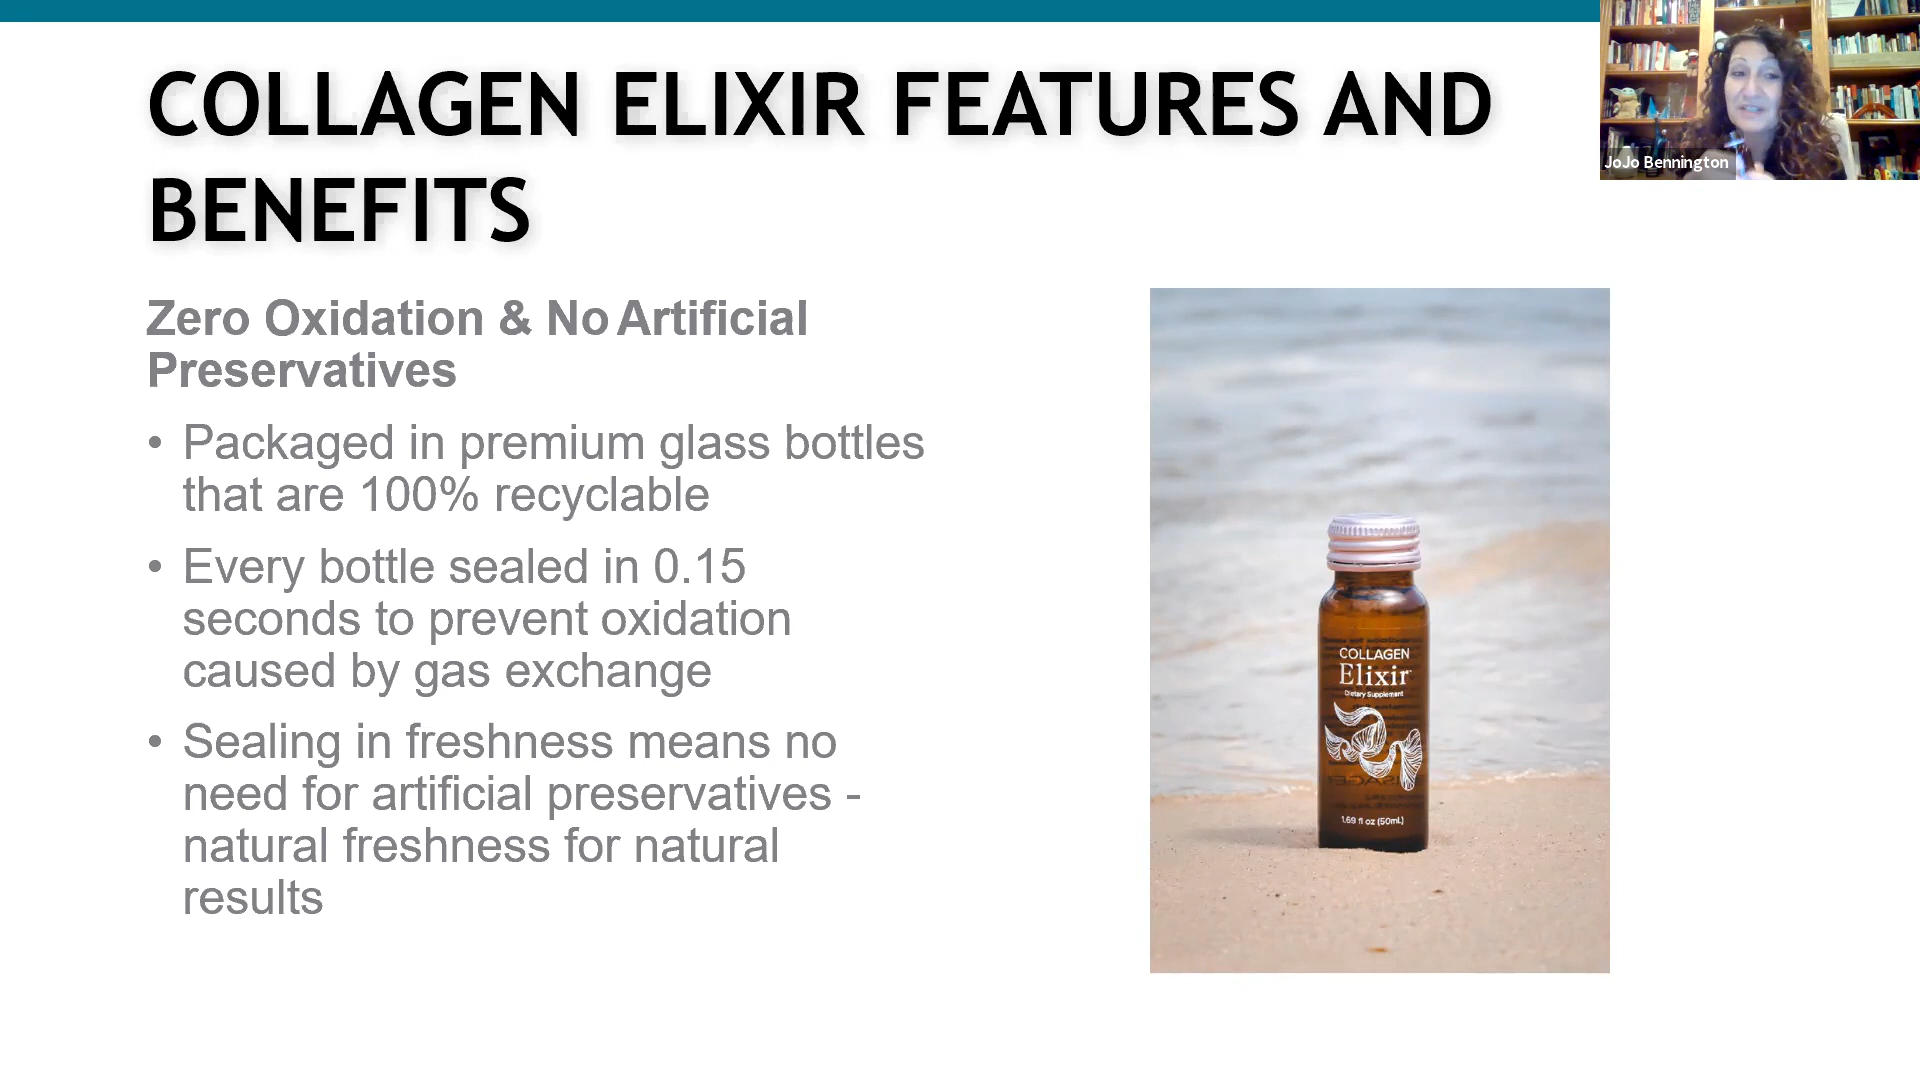 COLLAGEN ELIXIR FEATURES AND
BENEFITS
JoJo Bennington
Zero Oxidation & No Artificial
Preservatives
• Packaged in premium glass bottles
that are 100% recyclable
• Every bottle sealed in 0.15
seconds to prevent oxidation
caused by gas exchange
• Sealing in freshness means no
need for artificial preservatives -
natural freshness for natural
results
COLLAGEN
Elixir
Dietary Supplement
1.69 fl oz (50mL)